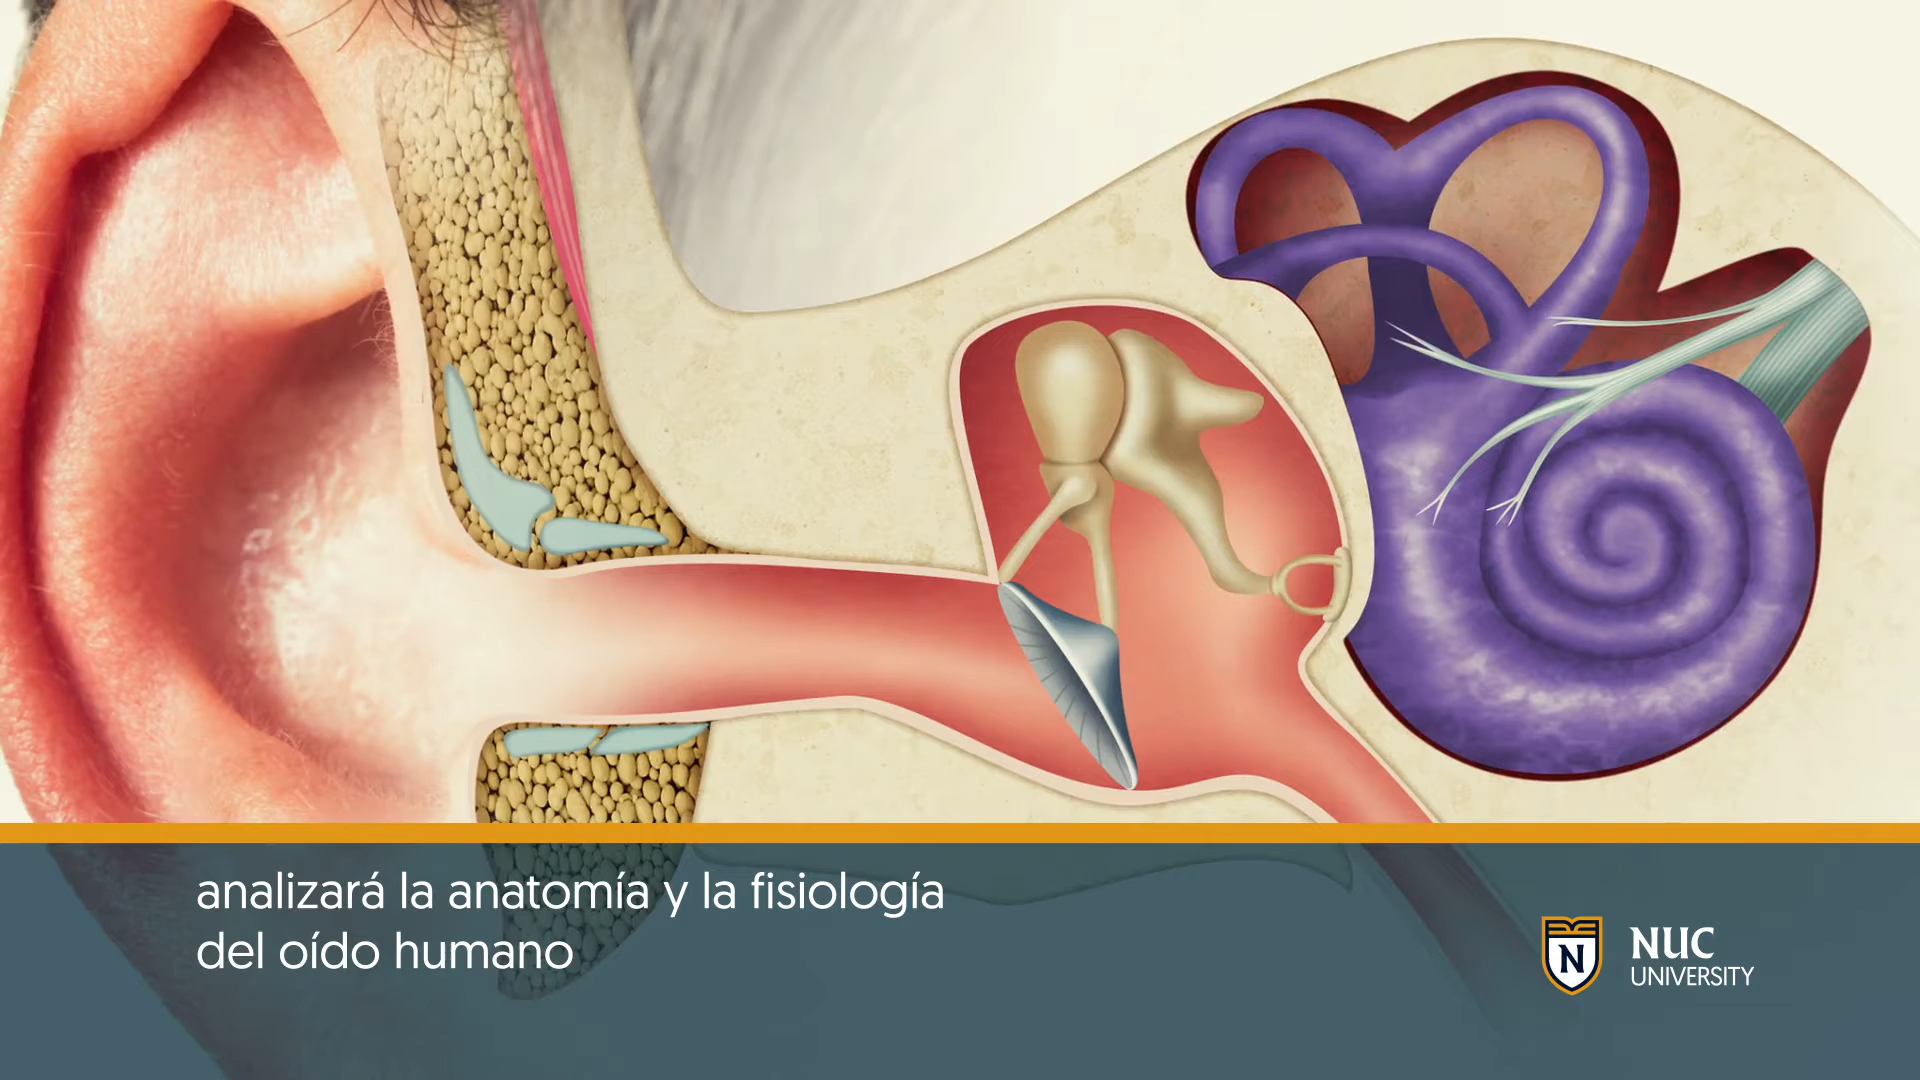 analizará la anatomía y la fisiología
del oído humano
N
NUC
UNIVERSITY